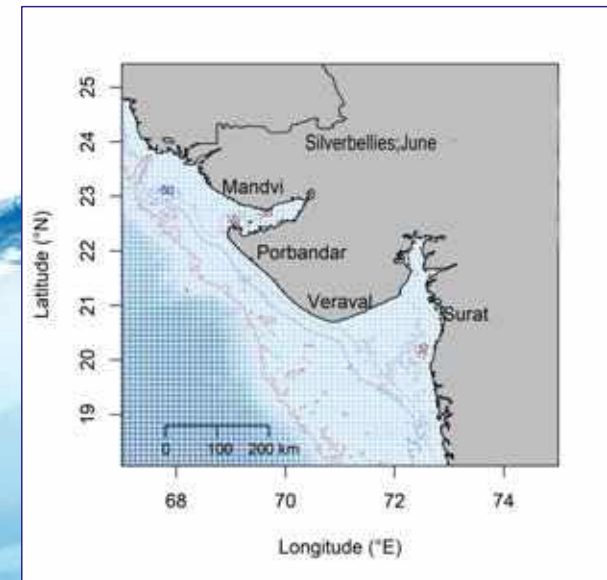 25
24
23
22
21
20
19
Latitude (°N)
Silverbellies;June
Mandvi
Porbandar
Veraval
Surat
0 100 200 km
68 70 72 74
Longitude (°E)